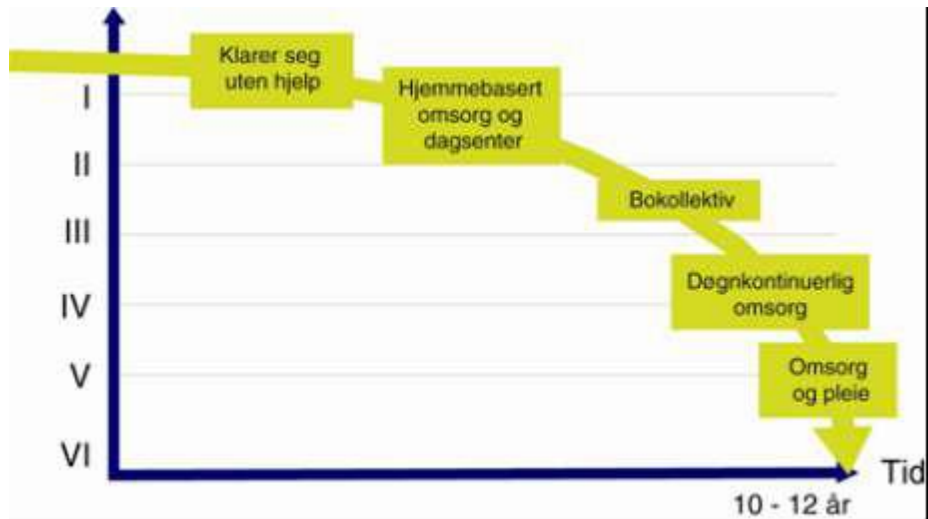 Klarer seg
uten hjelp
Hjemmebasert
omsorg og
dagsenter
Bokollektiv
Døgnkontinuerlig
omsorg
Omsorg
og pleie
I
II
III
IV
V
VI
Tid
10 - 12 år